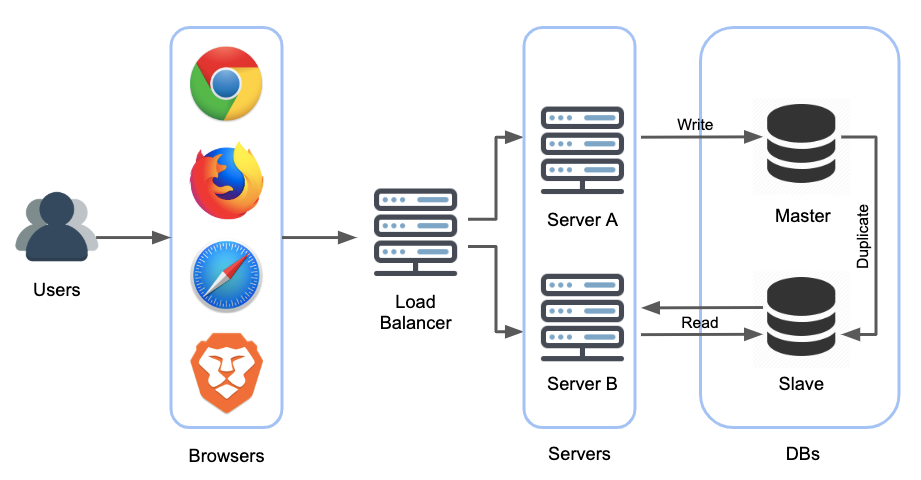 Users
Browsers
Load
Balancer
Server A
Server B
Servers
Write
Read
Master
Duplicate
Slave
DBs